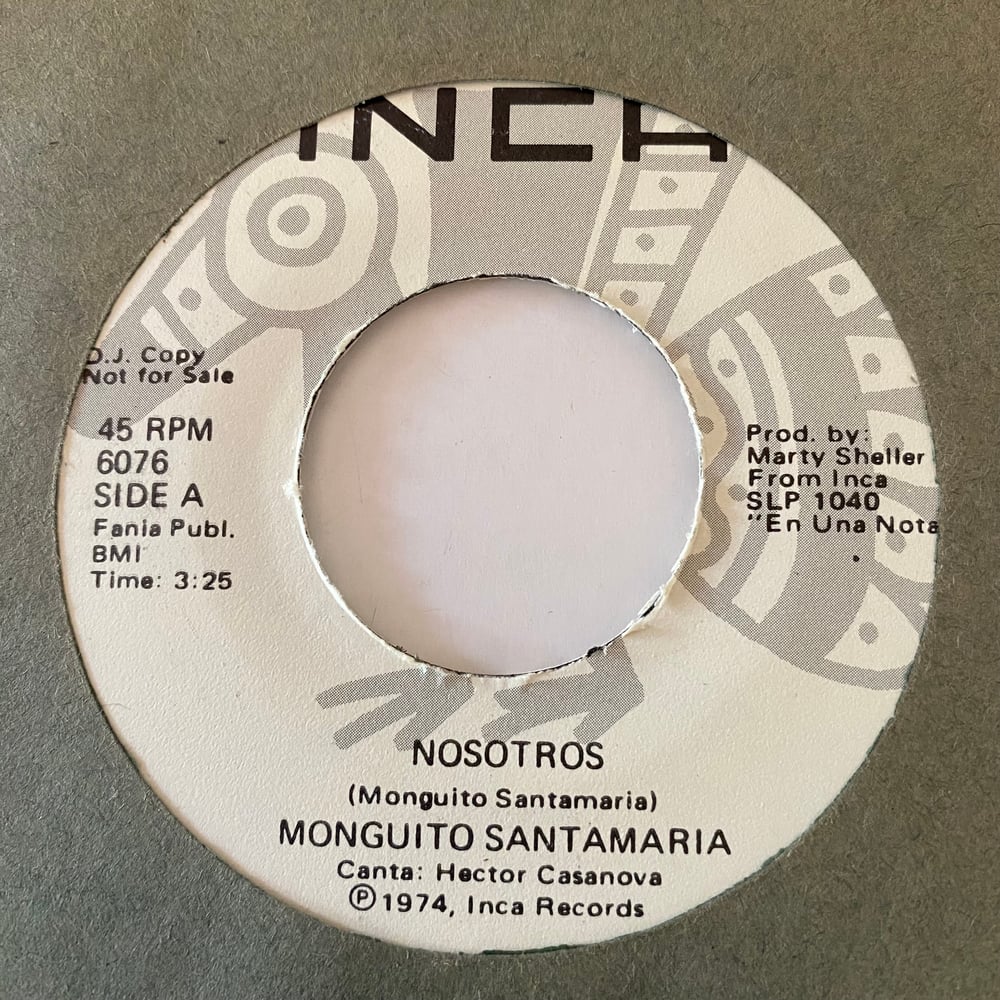 INCA
D.J. Copy
Not for Sale
45 RPM
6076
SIDE A
Fania Publ.
BMI
Time: 3:25
Prod. by:
Marty Sheller
From Inca
SLP 1040
"En Una Nota
NOSOTROS
(Monguito Santamaria)
MONGUITO SANTAMARIA
Canta: Hector Casanova
Ⓟ 1974, Inca Records